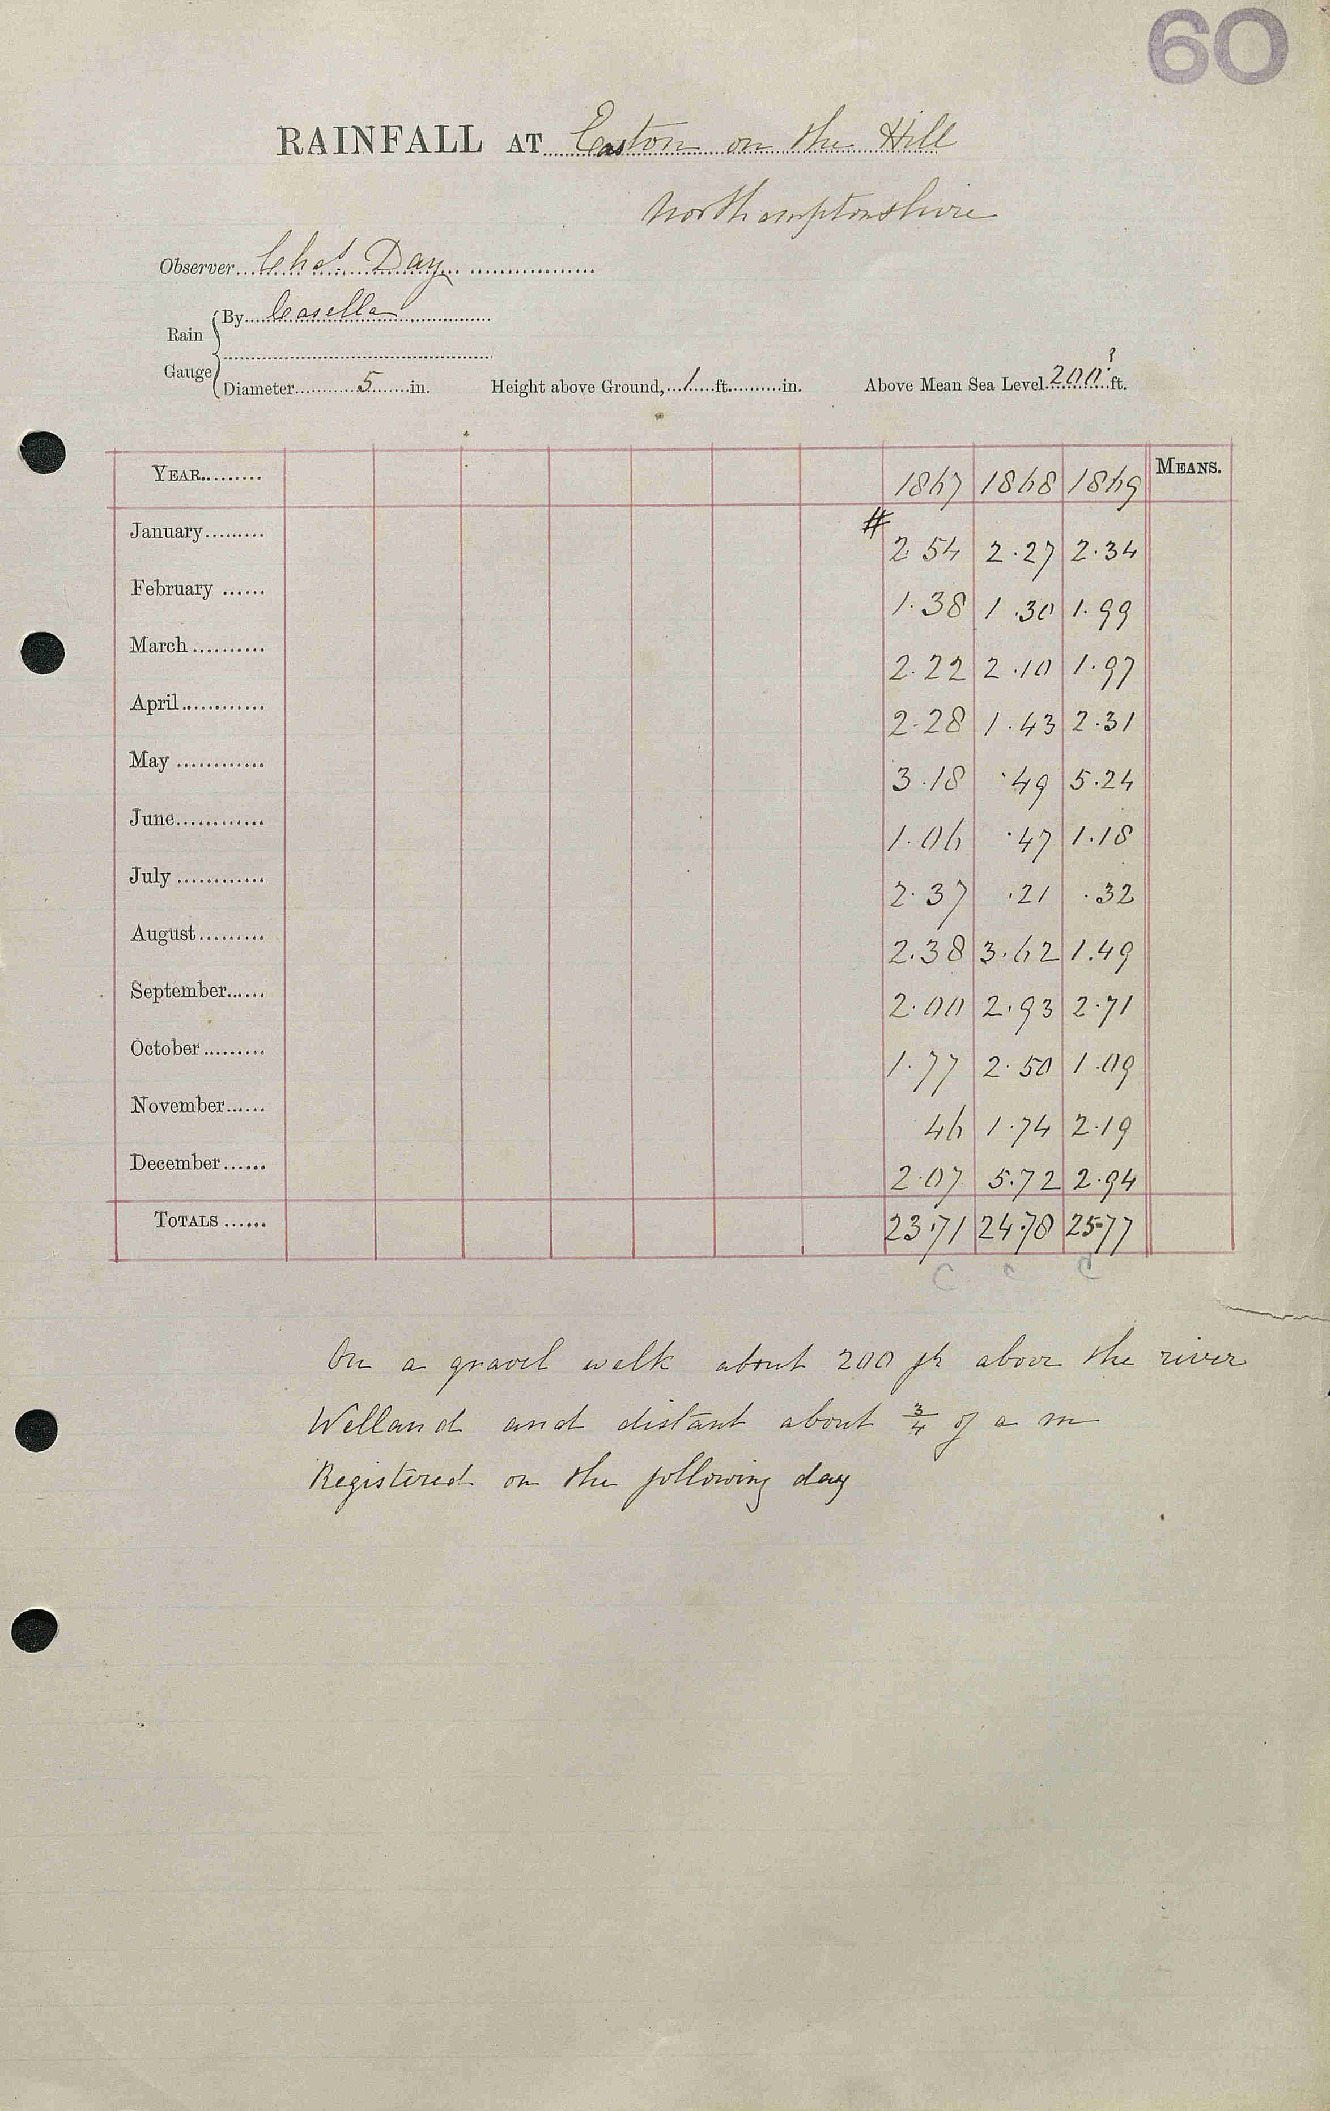 60
RAINFALL AT Easton on the Hill
Northamptonshire
Observer Chas Day
Rain Gauge
By Casella
Diameter 5 in. Height above Ground, 1 ft. in. Above Mean Sea Level 200? ft.
YEAR 1867 1868 1869 MEANS.
#
January 2.54 2.27 2.34
February 1.38 1.30 1.99
March 2.22 2.10 1.97
April 2.28 1.43 2.31
May 3.18 .49 5.24
June 1.06 .47 1.18
July 2.37 .21 .32
August 2.38 3.62 1.49
September 2.00 2.93 2.71
October 1.77 2.50 1.09
November 46 1.74 2.19
December 2.07 5.72 2.94
TOTALS 23.71 24.78 25.77
C C C
On a gravel walk about 200 ft above the river
Welland and distant about 3/4 of a m
Registered on the following day